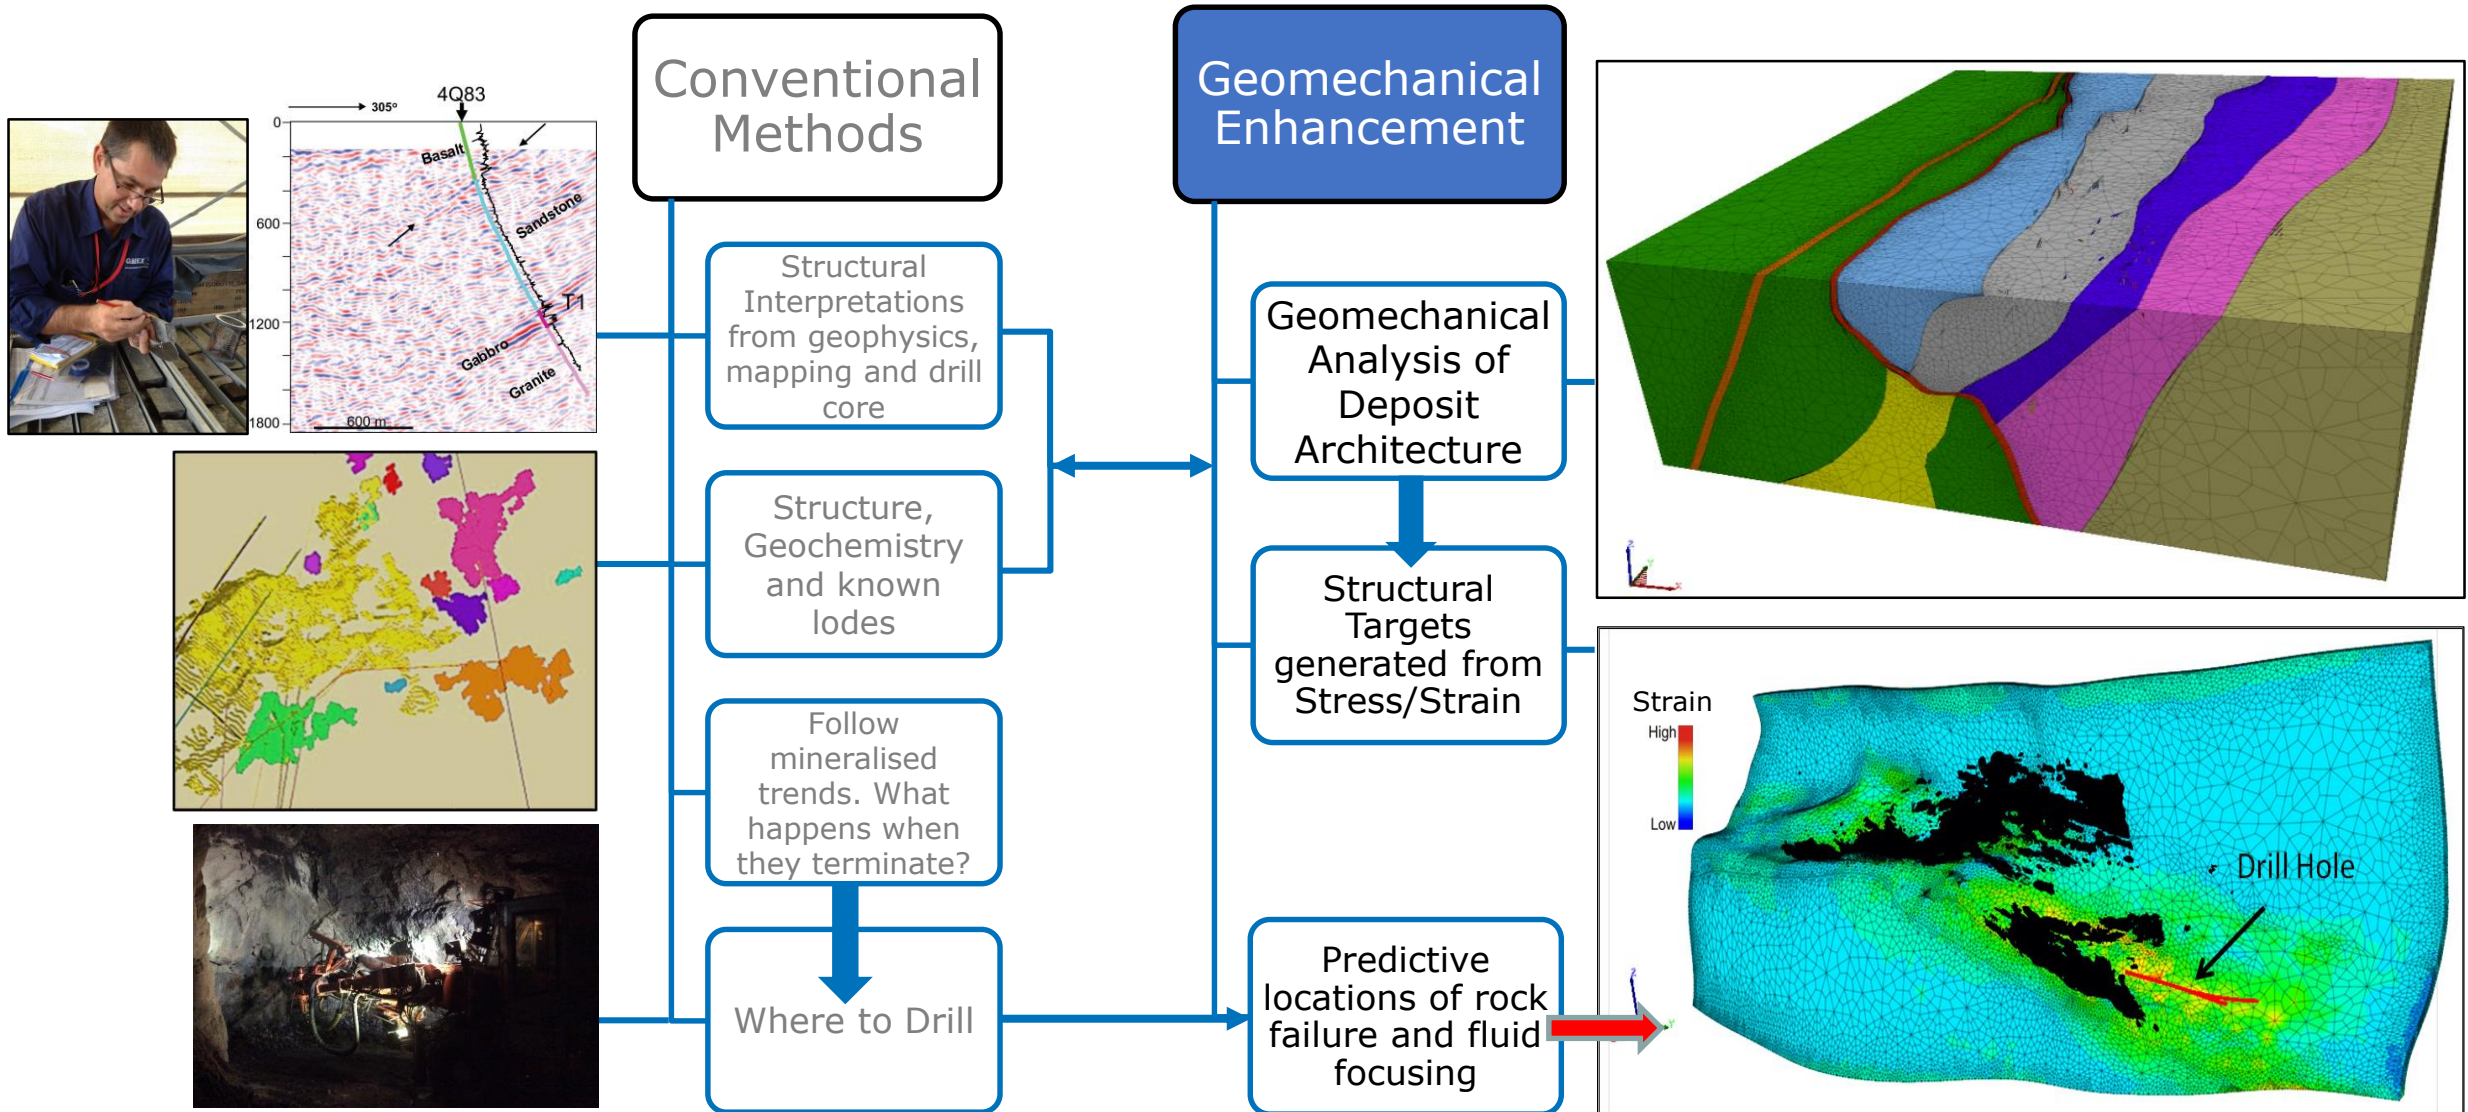 Conventional
Methods
Geomechanical
Enhancement
305º
4Q83
0
600
1200
1800
Basalt
Sandstone
T1
Gabbro
Granite
600 m
Structural
Interpretations
from geophysics,
mapping and drill
core
Structure,
Geochemistry
and known
lodes
Follow
mineralised
trends. What
happens when
they terminate?
Where to Drill
Geomechanical
Analysis of
Deposit
Architecture
Structural
Targets
generated from
Stress/Strain
Predictive
locations of rock
failure and fluid
focusing
Z
Y
X
Strain
High
Low
Drill Hole
Z
Y